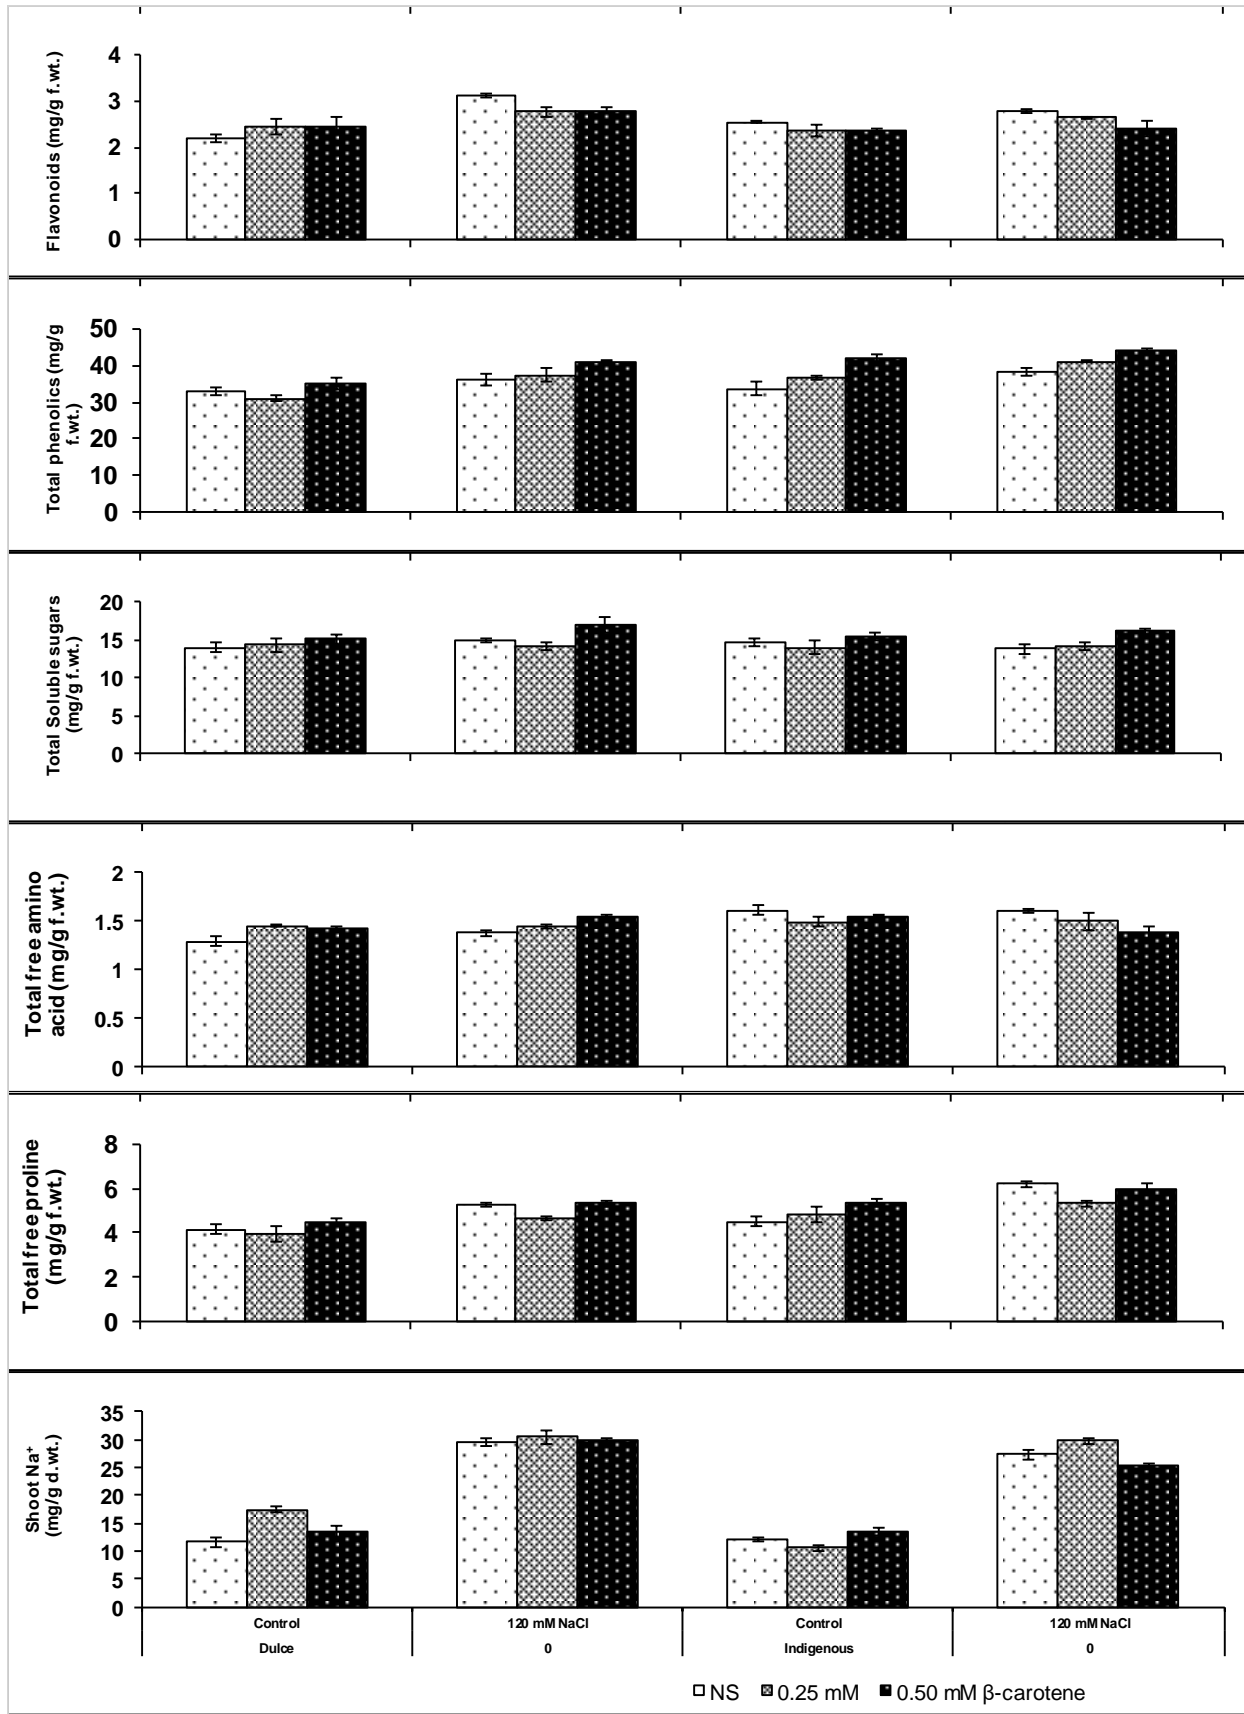 Flavonoids (mg/g f.wt.)
4
3
2
1
0
Total phenolics (mg/g
f.wt.)
50
40
30
20
10
0
Total Soluble sugars
(mg/g f.wt.)
20
15
10
5
0
Total free amino
acid (mg/g f.wt.)
2
1.5
1
0.5
0
Total free proline
(mg/g f.wt.)
8
6
4
2
0
Shoot Na⁺
(mg/g d.wt.)
35
30
25
20
15
10
5
0
Control 120 mM NaCl Control 120 mM NaCl
Dulce 0 Indigenous 0
NS 0.25 mM 0.50 mM β-carotene